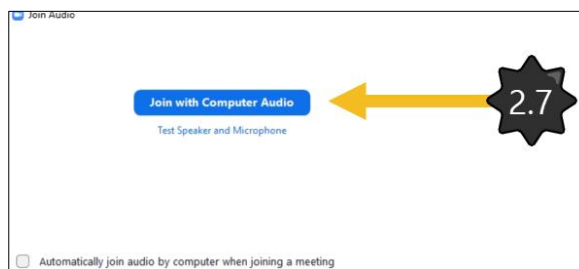 Join Audio
Join with Computer Audio
2.7
Test Speaker and Microphone
Automatically join audio by computer when joining a meeting